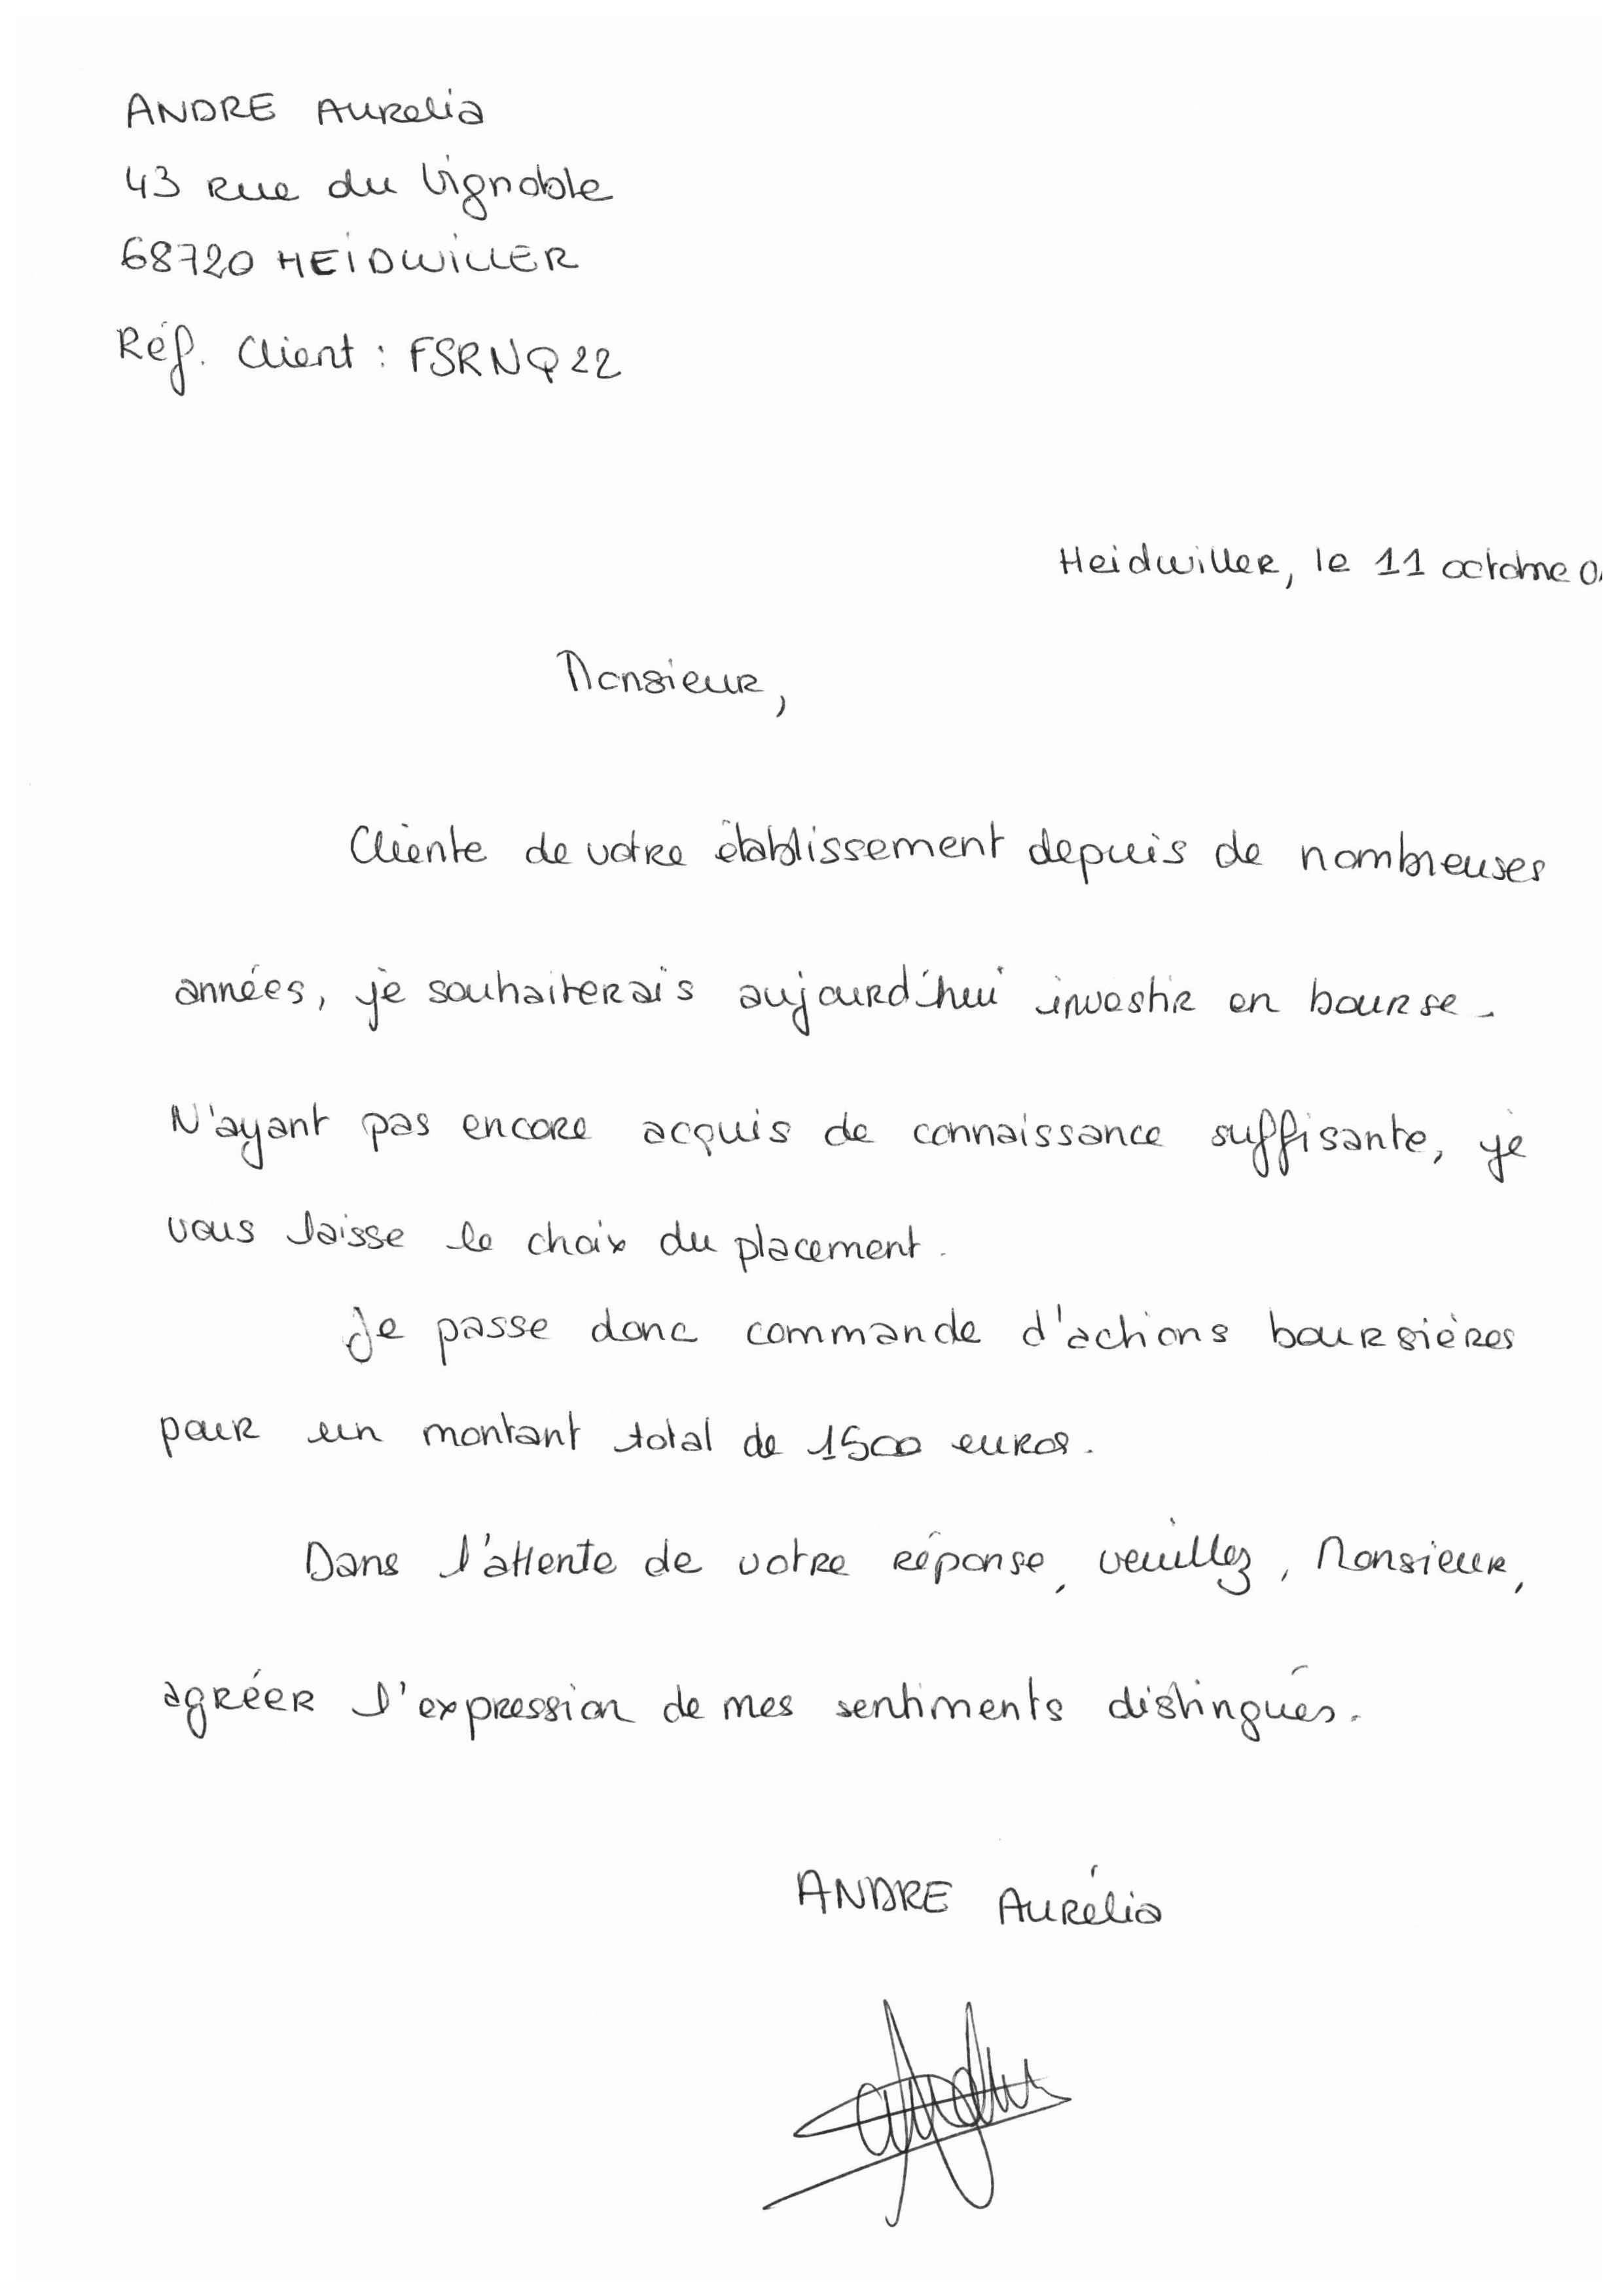 ANDRE Aurelia
43 rue du Vignoble
68720 HEIDWILLER
Réf. Client : FSRNQ22
Heidwiller, le 11 octobre
Monsieur,
Cliente de votre établissement depuis de nombreuses
années, je souhaiterais aujourd'hui investir en bourse.
N'ayant pas encore acquis de connaissance suffisante, je
vous laisse le choix du placement.
Je passe donc commande d'actions boursières
pour un montant total de 1500 euros.
Dans l'attente de votre réponse, veuillez, Monsieur,
agréer l'expression de mes sentiments distingués.
ANDRE Aurélia